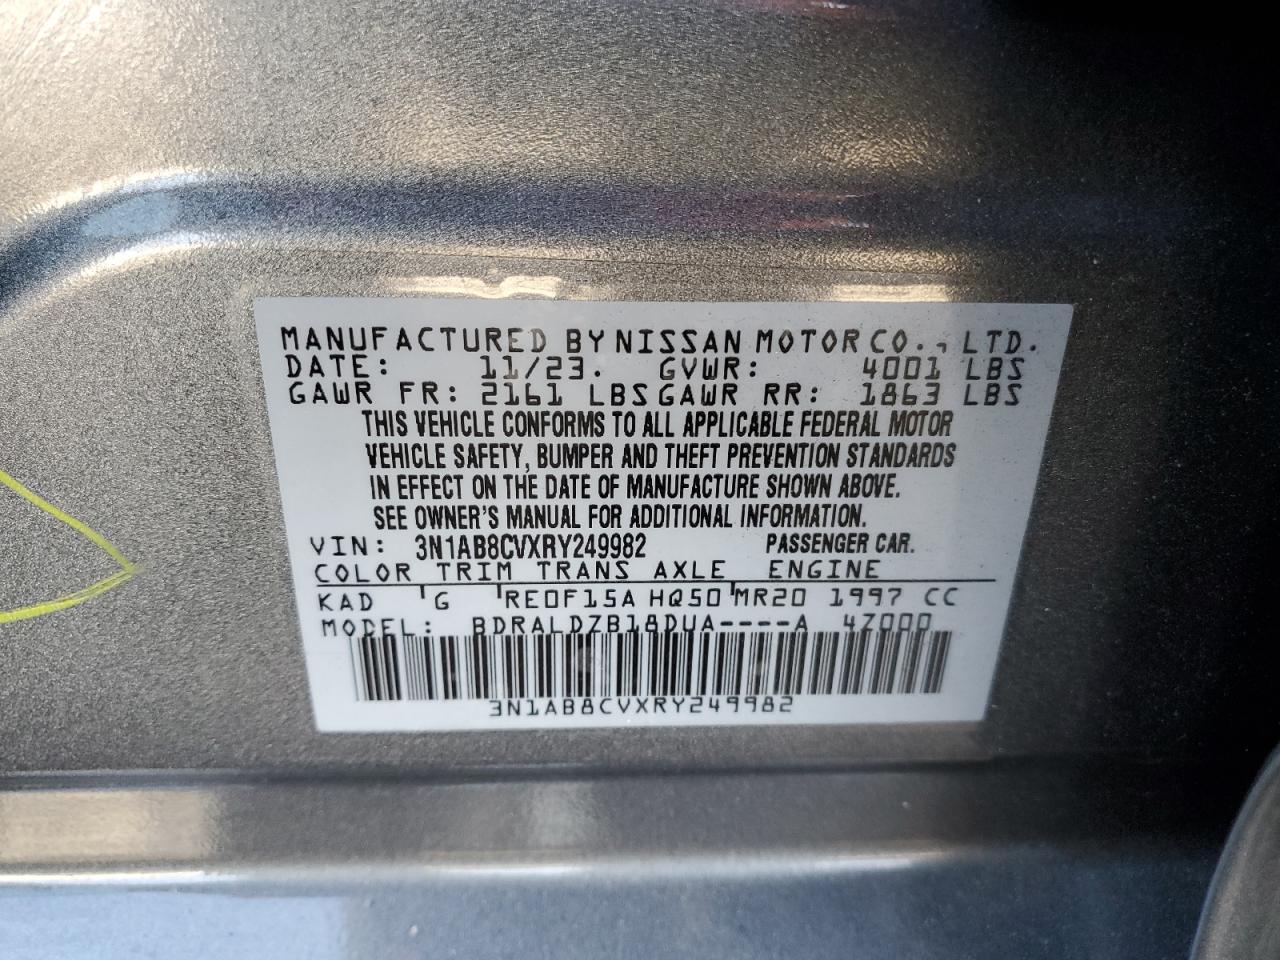 MANUFACTURED BY NISSAN MOTOR CO., LTD.
DATE: 11/23. GVWR: 4001 LBS
GAWR FR: 2161 LBS GAWR RR: 1863 LBS
THIS VEHICLE CONFORMS TO ALL APPLICABLE FEDERAL MOTOR
VEHICLE SAFETY, BUMPER AND THEFT PREVENTION STANDARDS
IN EFFECT ON THE DATE OF MANUFACTURE SHOWN ABOVE.
SEE OWNER'S MANUAL FOR ADDITIONAL INFORMATION.
VIN: 3N1AB8CVXRY249982 PASSENGER CAR.
COLOR TRIM TRANS AXLE ENGINE
KAD ' G ' RE0F15A HQ50 ' MR20 1997 CC
MODEL: BDRALDZB18DUA----A 47000
3N1AB8CVXRY249982